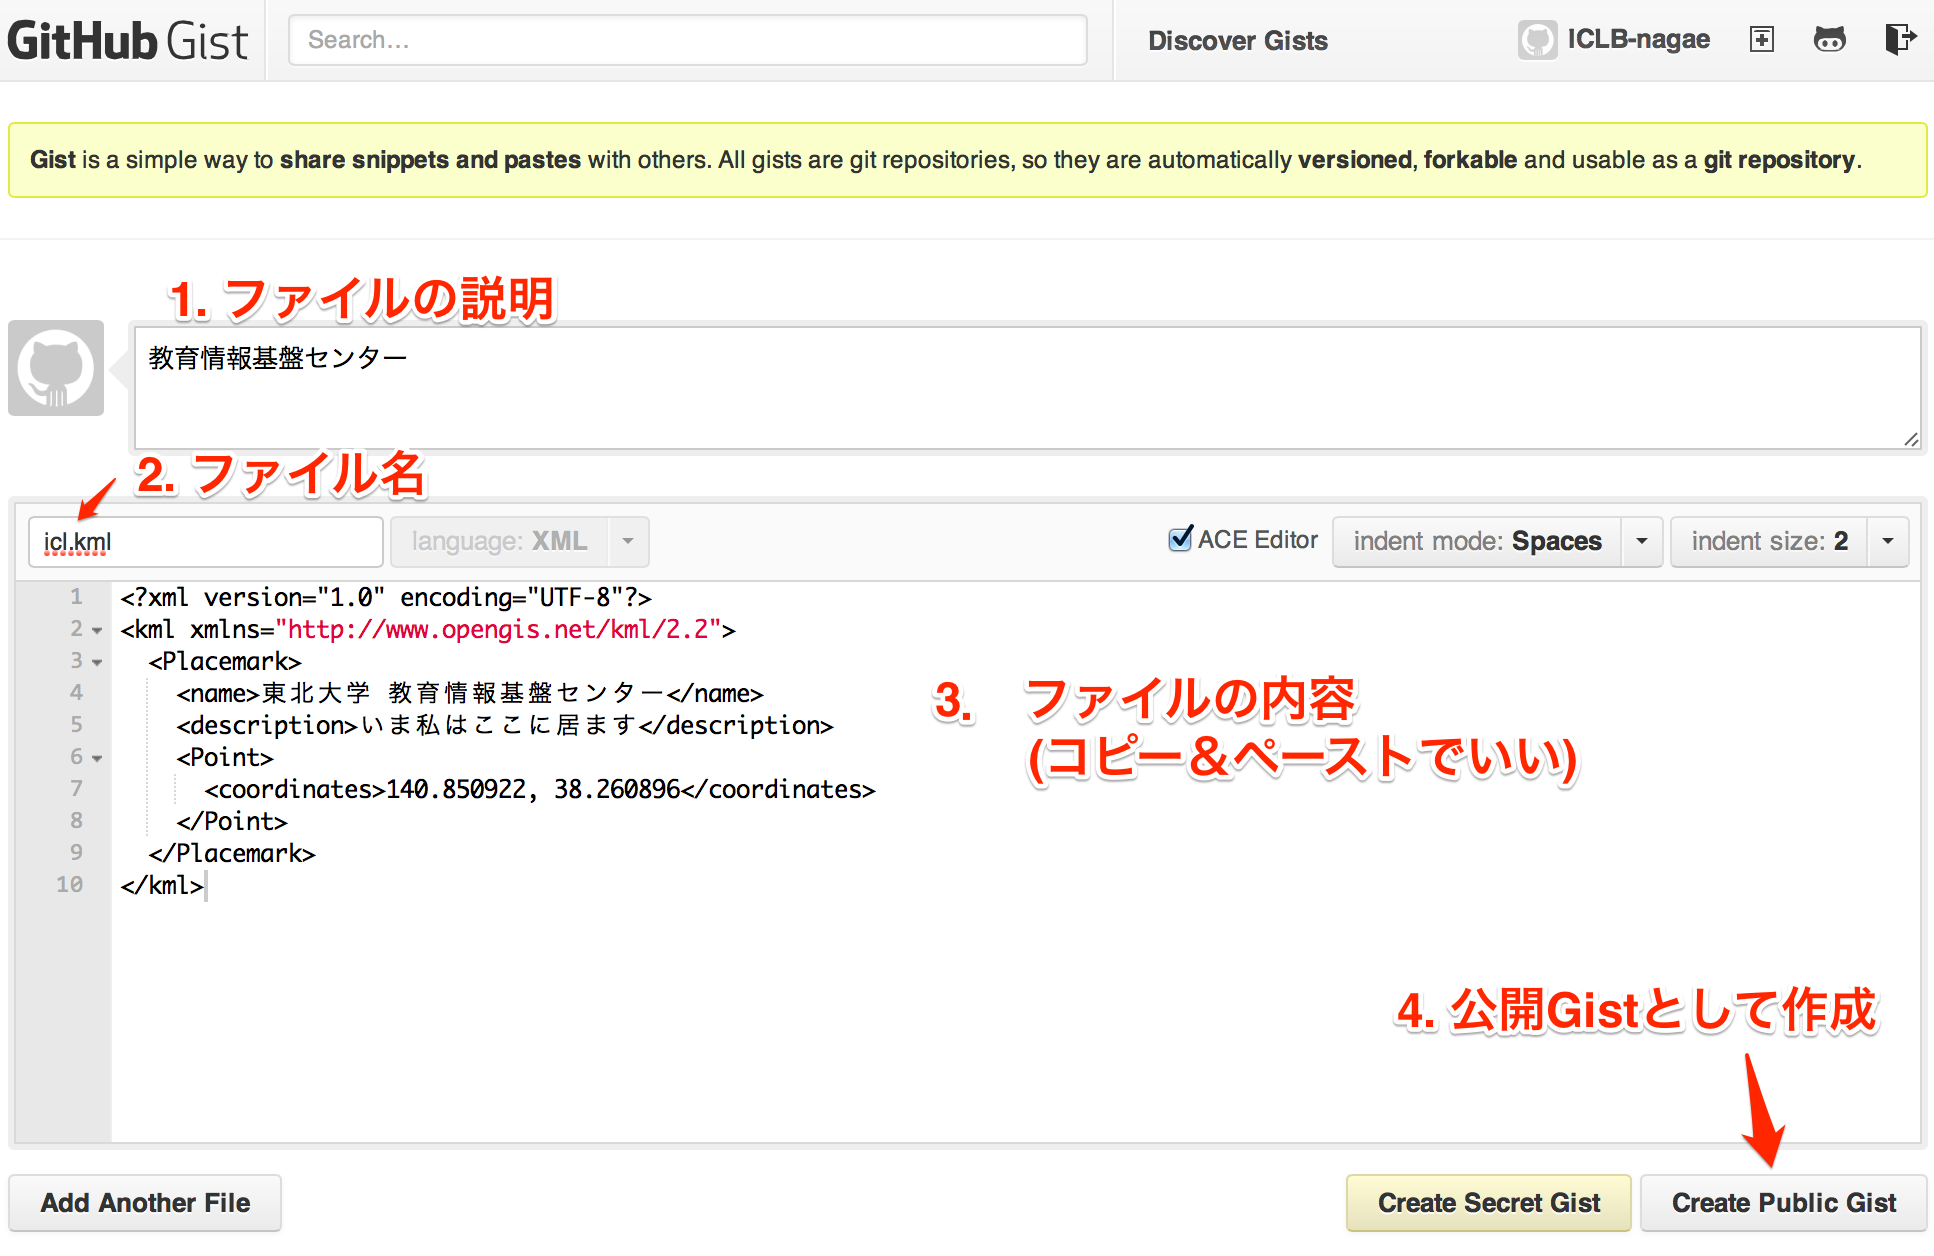 GitHub Gist
Search...
Discover Gists
ICLB-nagae
Gist is a simple way to share snippets and pastes with others. All gists are git repositories, so they are automatically versioned, forkable and usable as a git repository.
1. ファイルの説明
教育情報基盤センター
2. ファイル名
icl.kml
language: XML
ACE Editor
indent mode: Spaces
indent size: 2
1 <?xml version="1.0" encoding="UTF-8"?>
2 <kml xmlns="http://www.opengis.net/kml/2.2">
3 <Placemark>
4 <name>東北大学 教育情報基盤センター</name>
5 <description>いま私はここに居ます</description>
6 <Point>
7 <coordinates>140.850922, 38.260896</coordinates>
8 </Point>
9 </Placemark>
10 </kml>
3. ファイルの内容
(コピー＆ペーストでいい)
4. 公開Gistとして作成
Add Another File
Create Secret Gist
Create Public Gist